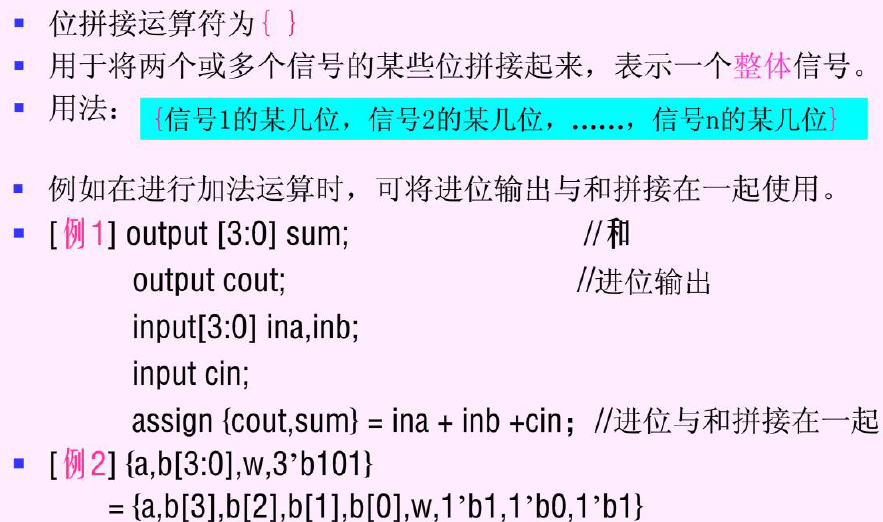 ▪ 位拼接运算符为{ }
▪ 用于将两个或多个信号的某些位拼接起来，表示一个整体信号。
▪ 用法： {信号1的某几位，信号2的某几位，……，信号n的某几位}
▪ 例如在进行加法运算时，可将进位输出与和拼接在一起使用。
▪ [例1] output [3:0] sum; //和
output cout; //进位输出
input[3:0] ina,inb;
input cin;
assign {cout,sum} = ina + inb +cin； //进位与和拼接在一起
▪ [例2] {a,b[3:0],w,3’b101}
= {a,b[3],b[2],b[1],b[0],w,1’b1,1’b0,1’b1}